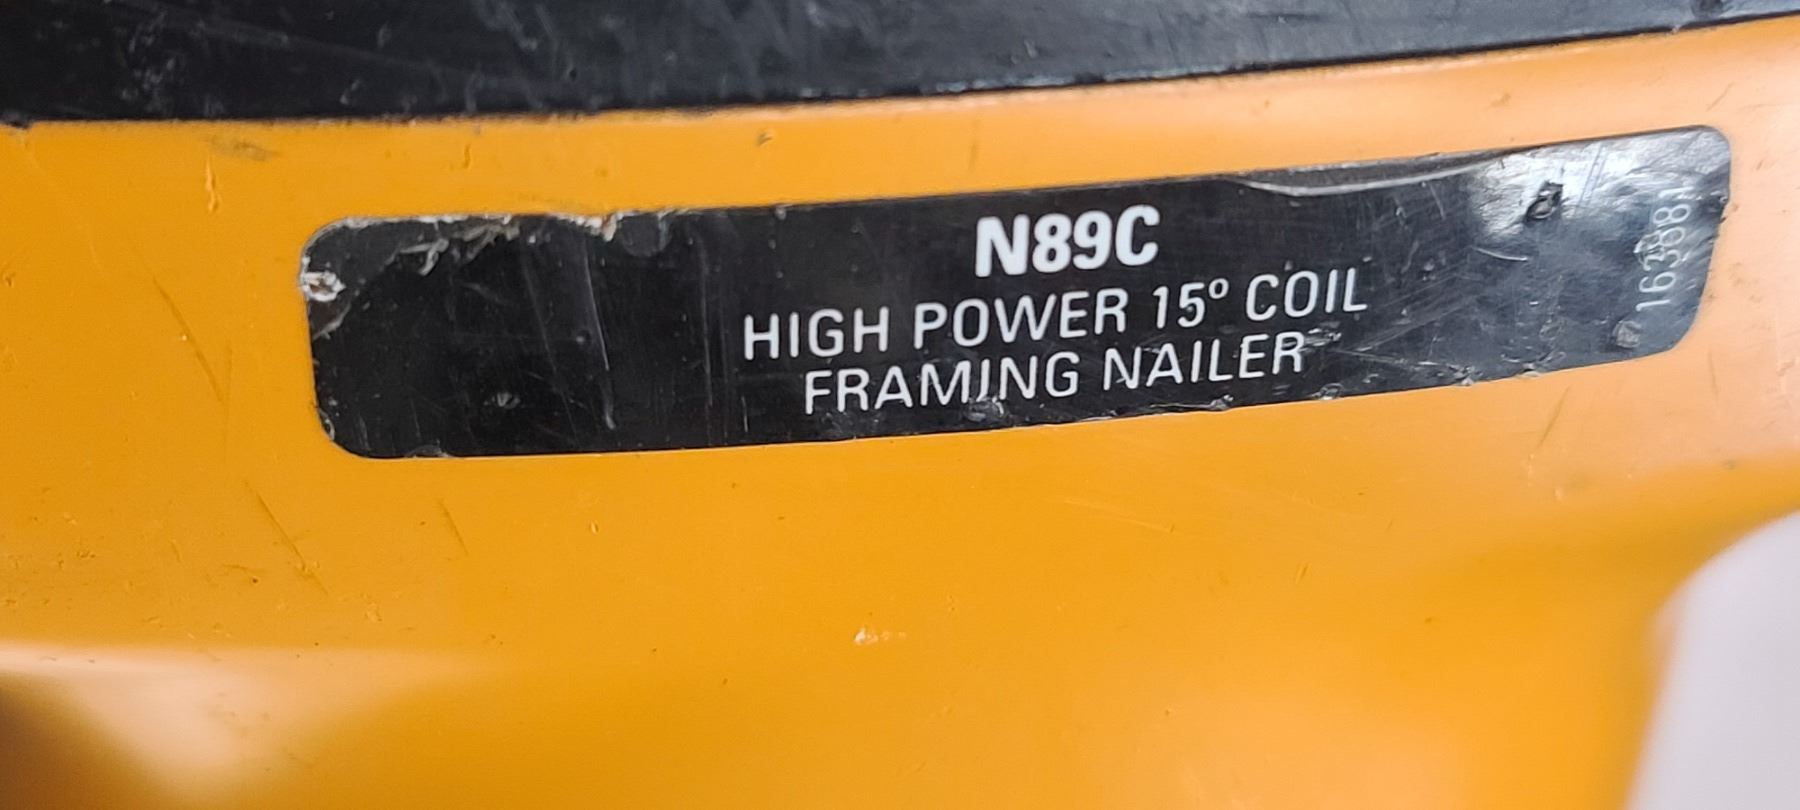 N89C
HIGH POWER 15° COIL
FRAMING NAILER